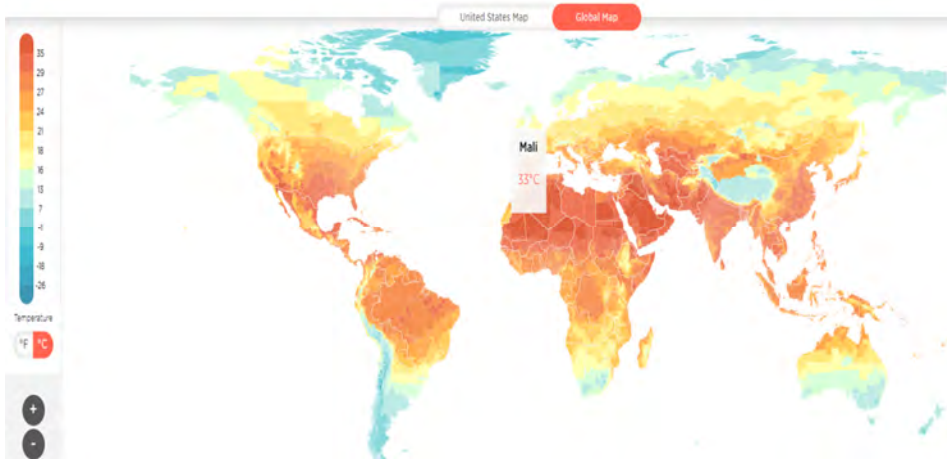 United States Map
Global Map
35
29
27
24
21
18
16
13
7
-1
-9
-18
-26
Temperature
°F
°C
+
-
Mali
33°C